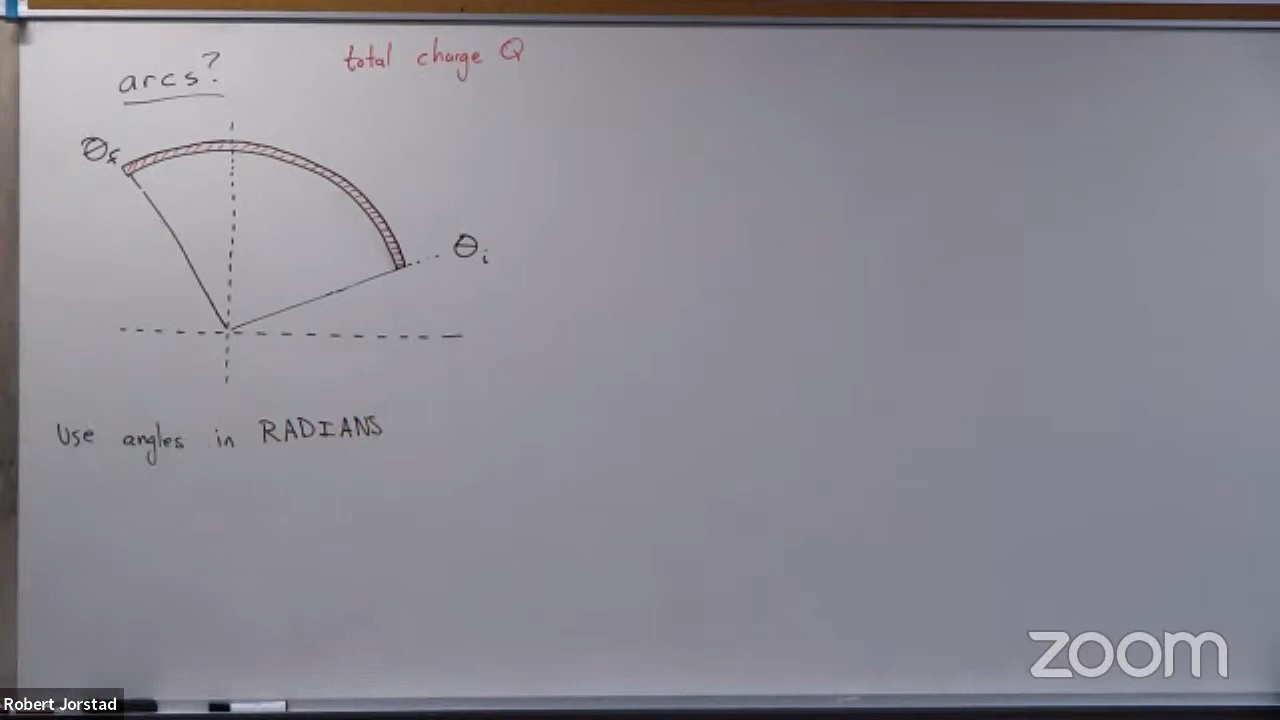 arcs?
total charge Q
θf
θi
Use angles in RADIANS
zoom
Robert Jorstad